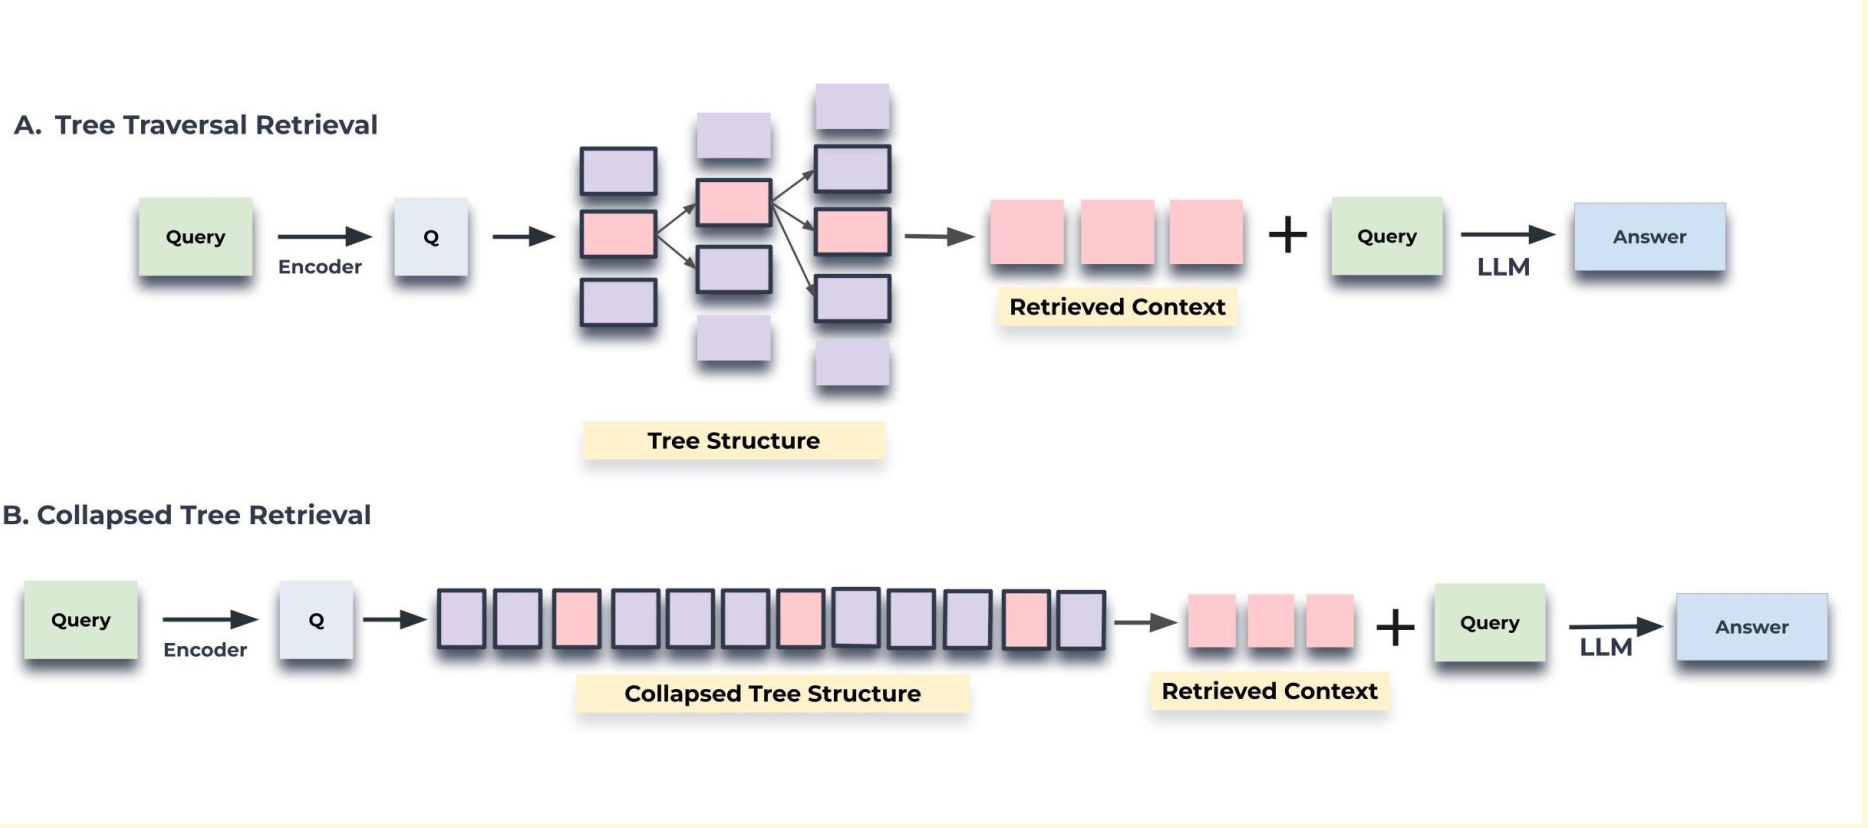 A. Tree Traversal Retrieval
Query
Encoder
Q
Tree Structure
Retrieved Context
+
Query
LLM
Answer
B. Collapsed Tree Retrieval
Query
Encoder
Q
Collapsed Tree Structure
Retrieved Context
+
Query
LLM
Answer